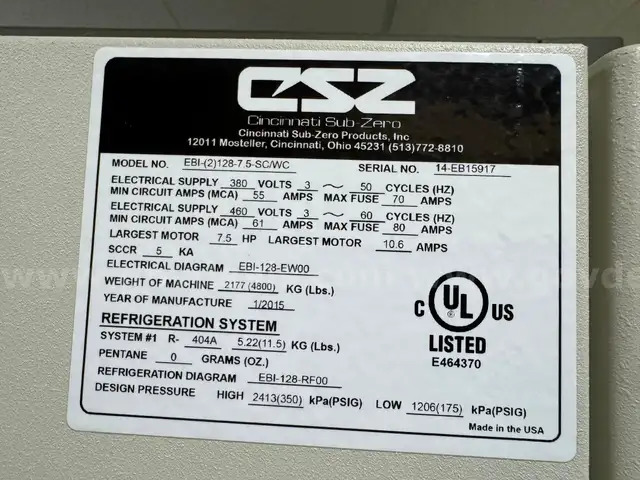 CSZ
Cincinnati Sub-Zero
Cincinnati Sub-Zero Products, Inc
12011 Mosteller, Cincinnati, Ohio 45231 (513)772-8810
MODEL NO. EBI-(2)128-7.5-SC/WC SERIAL NO. 14-EB15917
ELECTRICAL SUPPLY 380 VOLTS 3 ~ 50 CYCLES (HZ)
MIN CIRCUIT AMPS (MCA) 55 AMPS MAX FUSE 70 AMPS
ELECTRICAL SUPPLY 460 VOLTS 3 ~ 60 CYCLES (HZ)
MIN CIRCUIT AMPS (MCA) 61 AMPS MAX FUSE 80 AMPS
LARGEST MOTOR 7.5 HP LARGEST MOTOR 10.6 AMPS
SCCR 5 KA
ELECTRICAL DIAGRAM EBI-128-EW00
WEIGHT OF MACHINE 2177 (4800) KG (Lbs.)
YEAR OF MANUFACTURE 1/2015
C UL US
LISTED
E464370
REFRIGERATION SYSTEM
SYSTEM #1 R- 404A 5.22(11.5) KG (Lbs.)
PENTANE 0 GRAMS (OZ.)
REFRIGERATION DIAGRAM EBI-128-RF00
DESIGN PRESSURE HIGH 2413(350) kPa(PSIG) LOW 1206(175) kPa(PSIG)
Made in the USA